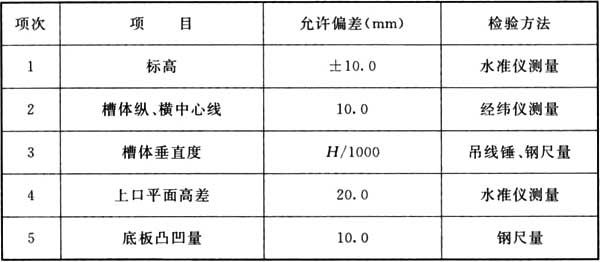 项次 项 目 允许偏差(mm) 检验方法
1 标高 ±10.0 水准仪测量
2 槽体纵、横中心线 10.0 经纬仪测量
3 槽体垂直度 H/1000 吊线锤、钢尺量
4 上口平面高差 20.0 水准仪测量
5 底板凸凹量 10.0 钢尺量